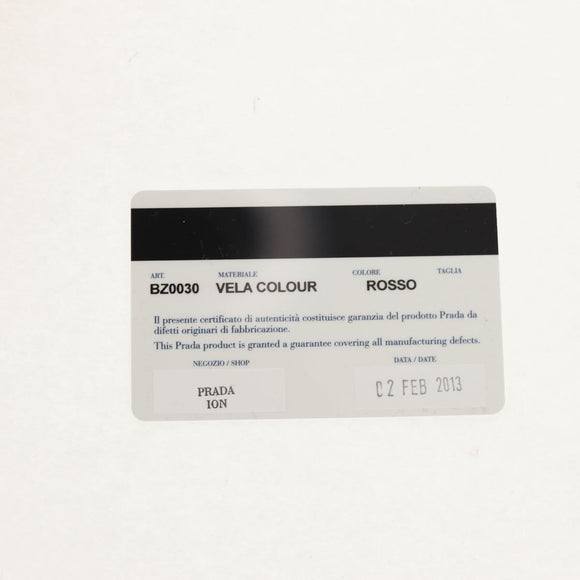 ART. MATERIALE COLORE TAGLIA
BZ0030 VELA COLOUR ROSSO
Il presente certificato di autenticità costituisce garanzia del prodotto Prada da
difetti originari di fabbricazione.
This Prada product is granted a guarantee covering all manufacturing defects.
NEGOZIO / SHOP DATA / DATE
PRADA 02 FEB 2013
ION